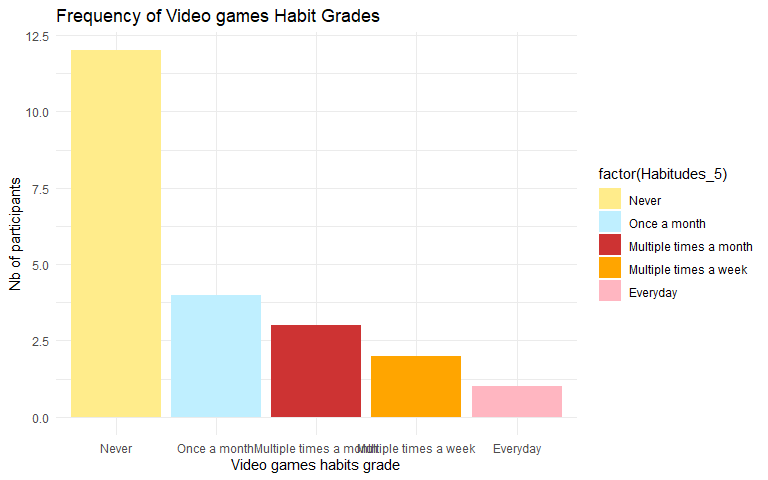 Frequency of Video games Habit Grades
12.5
10.0
7.5
5.0
2.5
0.0
Nb of participants
Never
Once a month
Multiple times a month
Multiple times a week
Everyday
Video games habits grade
factor(Habitudes_5)
Never
Once a month
Multiple times a month
Multiple times a week
Everyday